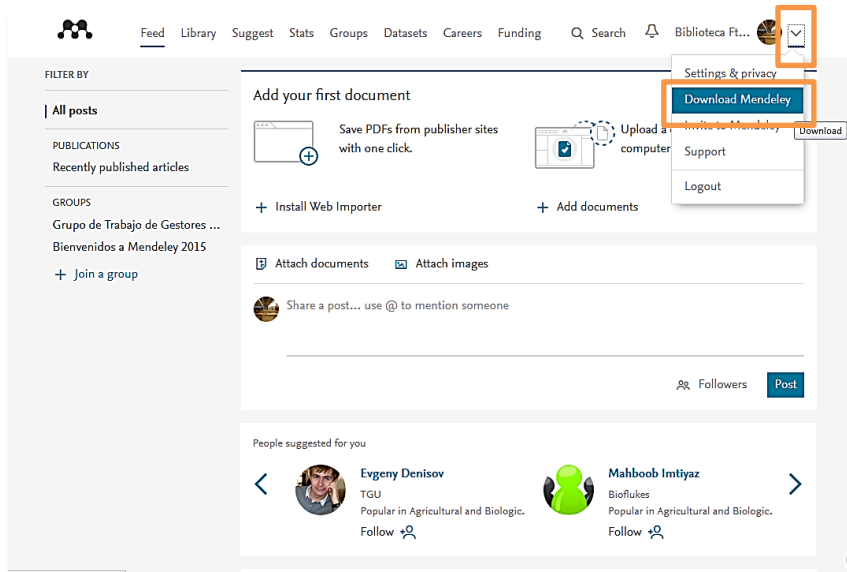 Feed Library Suggest Stats Groups Datasets Careers Funding Search Biblioteca Ft...
Settings & privacy
Download Mendeley
Invite to Mendeley
Download
Support
Logout
FILTER BY
All posts
PUBLICATIONS
Recently published articles
GROUPS
Grupo de Trabajo de Gestores ...
Bienvenidos a Mendeley 2015
+ Join a group
Add your first document
Save PDFs from publisher sites
with one click.
+ Install Web Importer
Upload a
computer
+ Add documents
Attach documents Attach images
Share a post... use @ to mention someone
Followers Post
People suggested for you
Evgeny Denisov
TGU
Popular in Agricultural and Biologic.
Follow
Mahboob Imtiyaz
Bioflukes
Popular in Agricultural and Biologic.
Follow